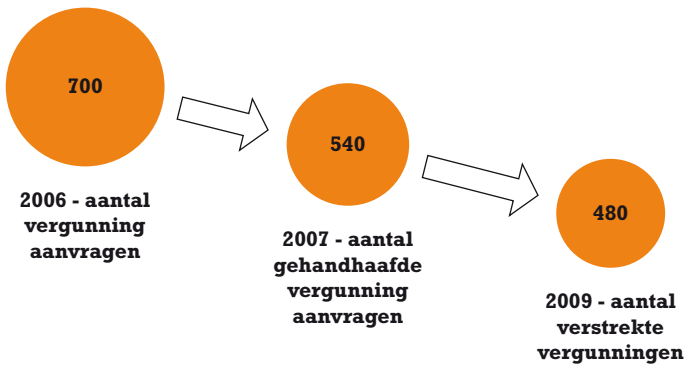 700
2006 - aantal
vergunning
aanvragen
540
2007 - aantal
gehandhaafde
vergunning
aanvragen
480
2009 - aantal
verstrekte
vergunningen